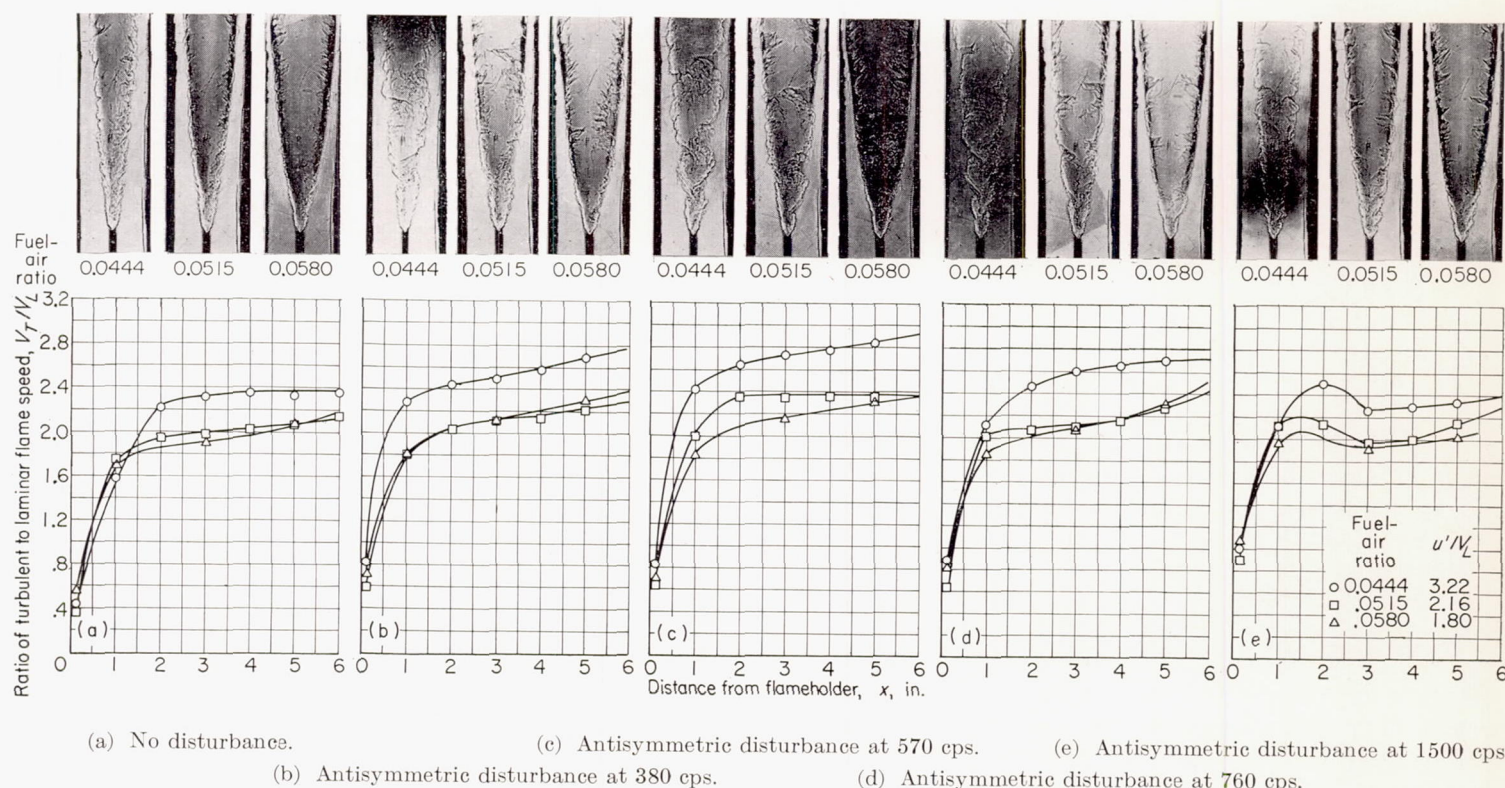 Fuel-
air
ratio
0.0444 0.0515 0.0580
0.0444 0.0515 0.0580
0.0444 0.0515 0.0580
0.0444 0.0515 0.0580
0.0444 0.0515 0.0580
Ratio of turbulent to laminar flame speed, V_T/V_L
3.2
2.8
2.4
2.0
1.6
1.2
.8
.4
0 1 2 3 4 5 6
(a)
0 1 2 3 4 5 6
(b)
0 1 2 3 4 5 6
(c)
0 1 2 3 4 5 6
(d)
0 1 2 3 4 5 6
(e)
Fuel-
air
ratio u'/V_L
0.0444 3.22
.0515 2.16
.0580 1.80
Distance from flameholder, x, in.
(a) No disturbance.
(c) Antisymmetric disturbance at 570 cps.
(e) Antisymmetric disturbance at 1500 cps
(b) Antisymmetric disturbance at 380 cps.
(d) Antisymmetric disturbance at 760 cps.